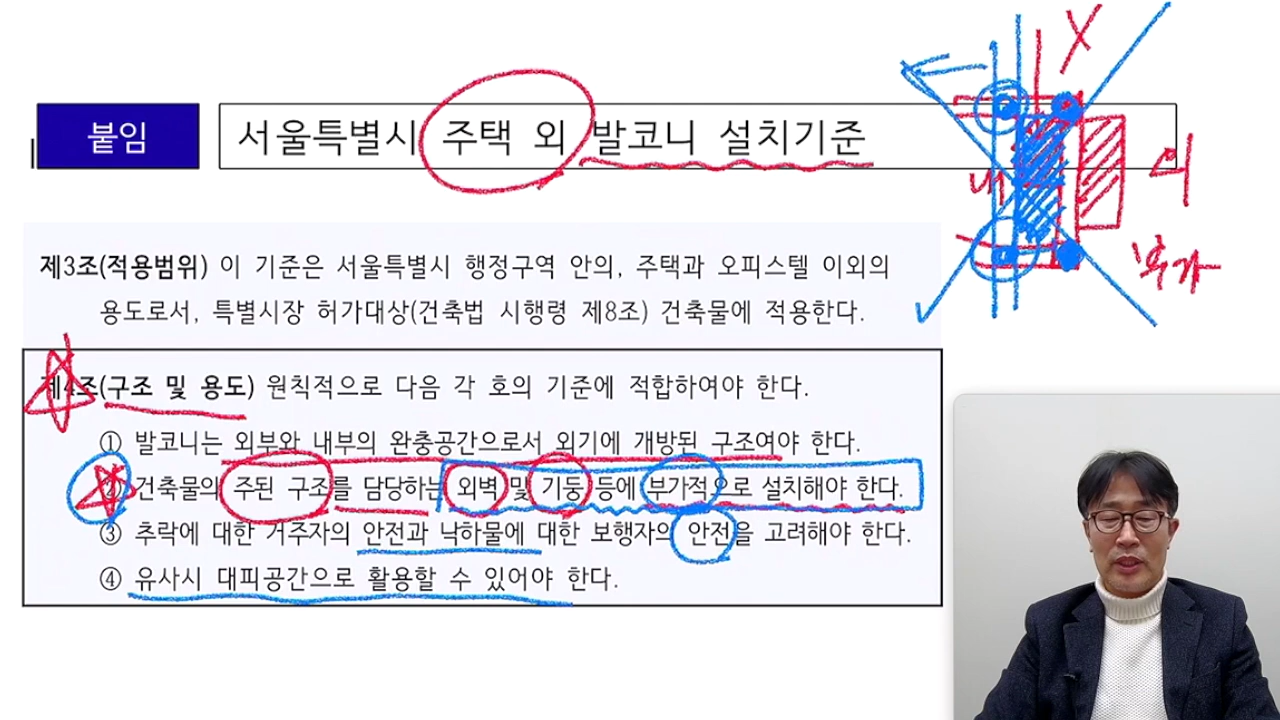 붙임
서울특별시 주택 외 발코니 설치기준
제3조(적용범위) 이 기준은 서울특별시 행정구역 안의, 주택과 오피스텔 이외의
용도로서, 특별시장 허가대상(건축법 시행령 제8조) 건축물에 적용한다.
제4조(구조 및 용도) 원칙적으로 다음 각 호의 기준에 적합하여야 한다.
① 발코니는 외부와 내부의 완충공간으로서 외기에 개방된 구조여야 한다.
② 건축물의 주된 구조를 담당하는 외벽 및 기둥 등에 부가적으로 설치해야 한다.
③ 추락에 대한 거주자의 안전과 낙하물에 대한 보행자의 안전을 고려해야 한다.
④ 유사시 대피공간으로 활용할 수 있어야 한다.
X
내
외
부가